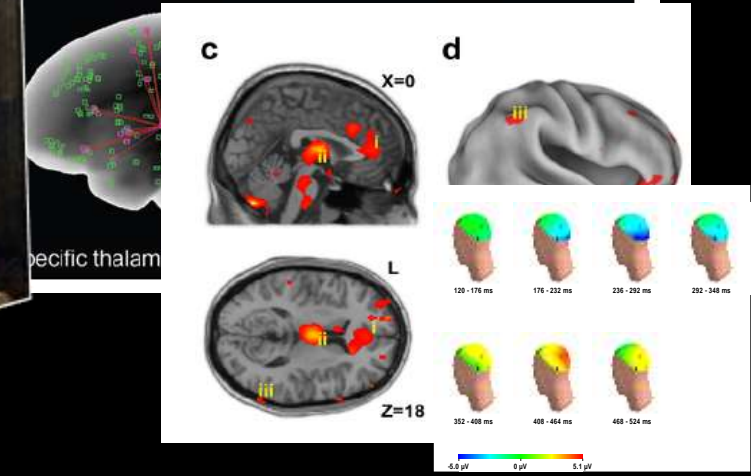 c
d
X=0
i
ii
iii
pecific thalam
L
i
ii
iii
Z=18
120 - 176 ms 176 - 232 ms 236 - 292 ms 292 - 348 ms
352 - 408 ms 408 - 464 ms 468 - 524 ms
-5.0 µV 0 µV 5.1 µV